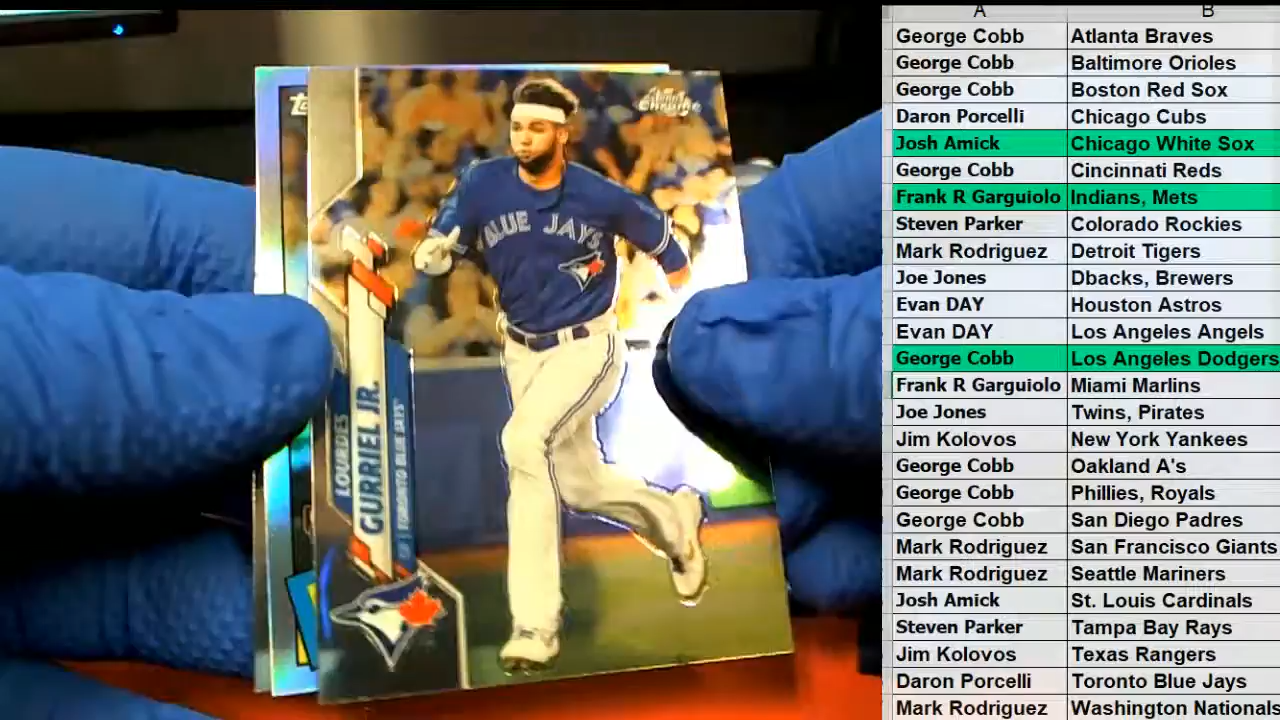 Chrome
BLUE JAYS
LOURDES
GURRIEL JR.
TORONTO BLUE JAYS
A B
George Cobb Atlanta Braves
George Cobb Baltimore Orioles
George Cobb Boston Red Sox
Daron Porcelli Chicago Cubs
Josh Amick Chicago White Sox
George Cobb Cincinnati Reds
Frank R Garguiolo Indians, Mets
Steven Parker Colorado Rockies
Mark Rodriguez Detroit Tigers
Joe Jones Dbacks, Brewers
Evan DAY Houston Astros
Evan DAY Los Angeles Angels
George Cobb Los Angeles Dodgers
Frank R Garguiolo Miami Marlins
Joe Jones Twins, Pirates
Jim Kolovos New York Yankees
George Cobb Oakland A's
George Cobb Phillies, Royals
George Cobb San Diego Padres
Mark Rodriguez San Francisco Giants
Mark Rodriguez Seattle Mariners
Josh Amick St. Louis Cardinals
Steven Parker Tampa Bay Rays
Jim Kolovos Texas Rangers
Daron Porcelli Toronto Blue Jays
Mark Rodriguez Washington Nationals